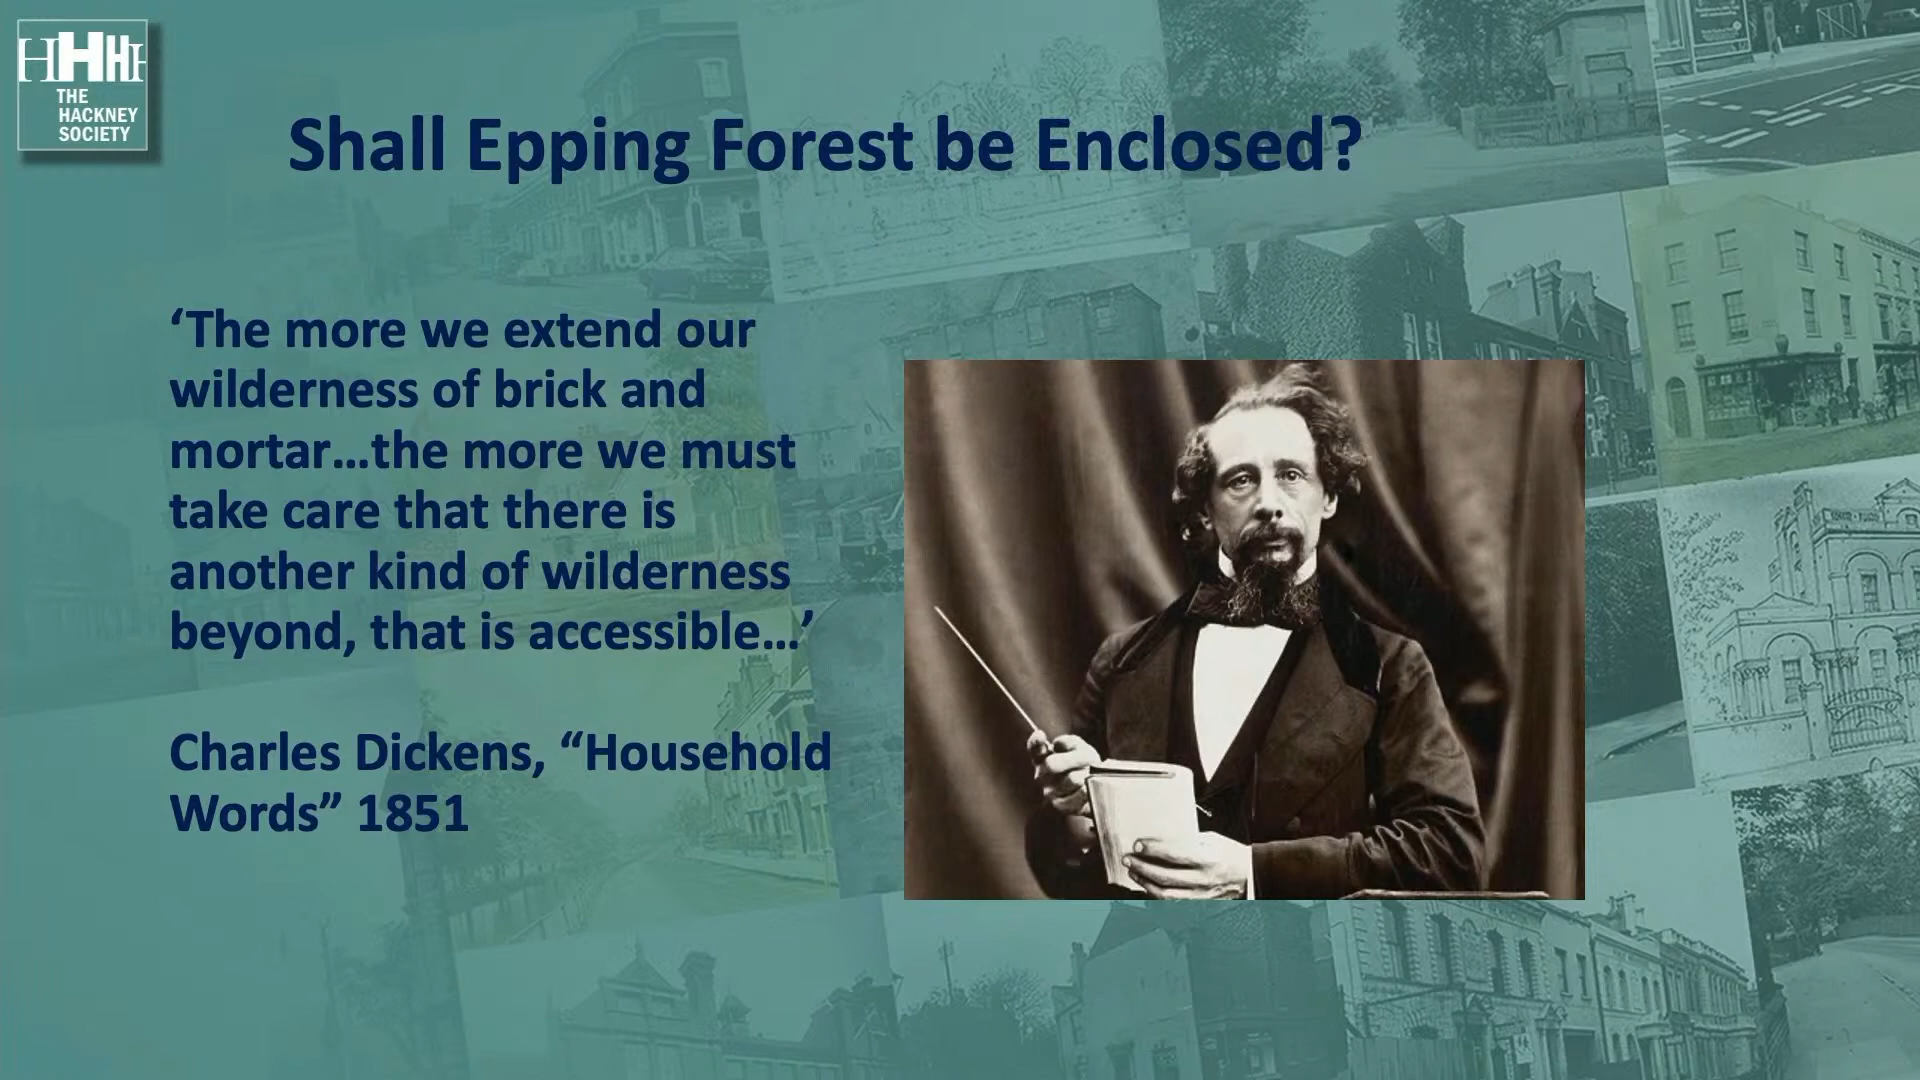 HHHH
THE
HACKNEY
SOCIETY
Shall Epping Forest be Enclosed?
‘The more we extend our
wilderness of brick and
mortar...the more we must
take care that there is
another kind of wilderness
beyond, that is accessible...’
Charles Dickens, “Household
Words” 1851